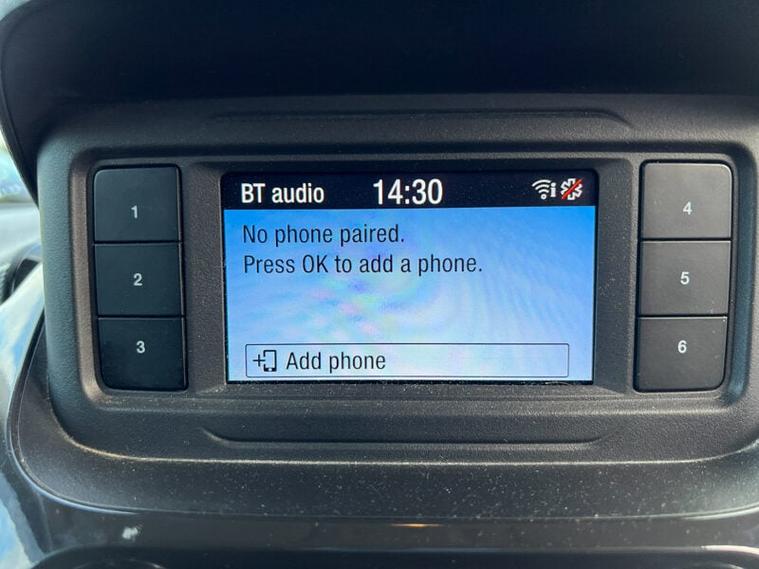 BT audio 14:30
No phone paired.
Press OK to add a phone.
Add phone
1
2
3
4
5
6